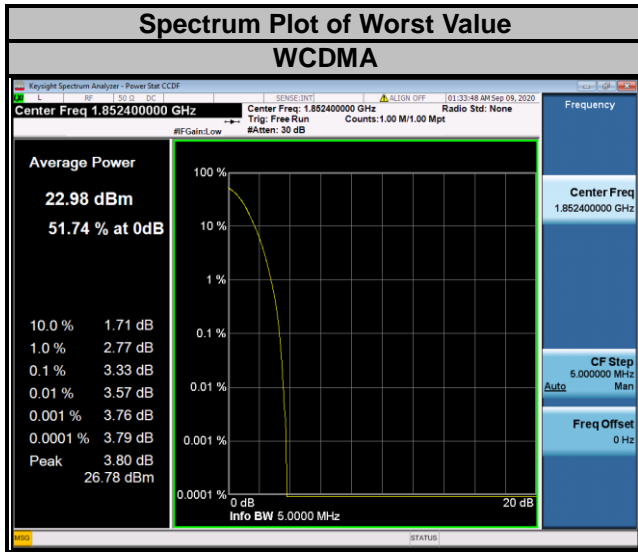 Spectrum Plot of Worst Value
WCDMA
Keysight Spectrum Analyzer - Power Stat CCDF
L RF 50 Ω DC SENSE:INT ALIGN OFF 01:33:48 AM Sep 09, 2020
Center Freq 1.852400000 GHz
Center Freq: 1.852400000 GHz Radio Std: None
Trig: Free Run Counts:1.00 M/1.00 Mpt
#IFGain:Low #Atten: 30 dB
Frequency
Average Power
22.98 dBm
51.74 % at 0dB
10.0 % 1.71 dB
1.0 % 2.77 dB
0.1 % 3.33 dB
0.01 % 3.57 dB
0.001 % 3.76 dB
0.0001 % 3.79 dB
Peak 3.80 dB
26.78 dBm
100 %
10 %
1 %
0.1 %
0.01 %
0.001 %
0.0001 %
0 dB 20 dB
Info BW 5.0000 MHz
Center Freq
1.852400000 GHz
CF Step
5.000000 MHz
Auto Man
Freq Offset
0 Hz
MSG STATUS